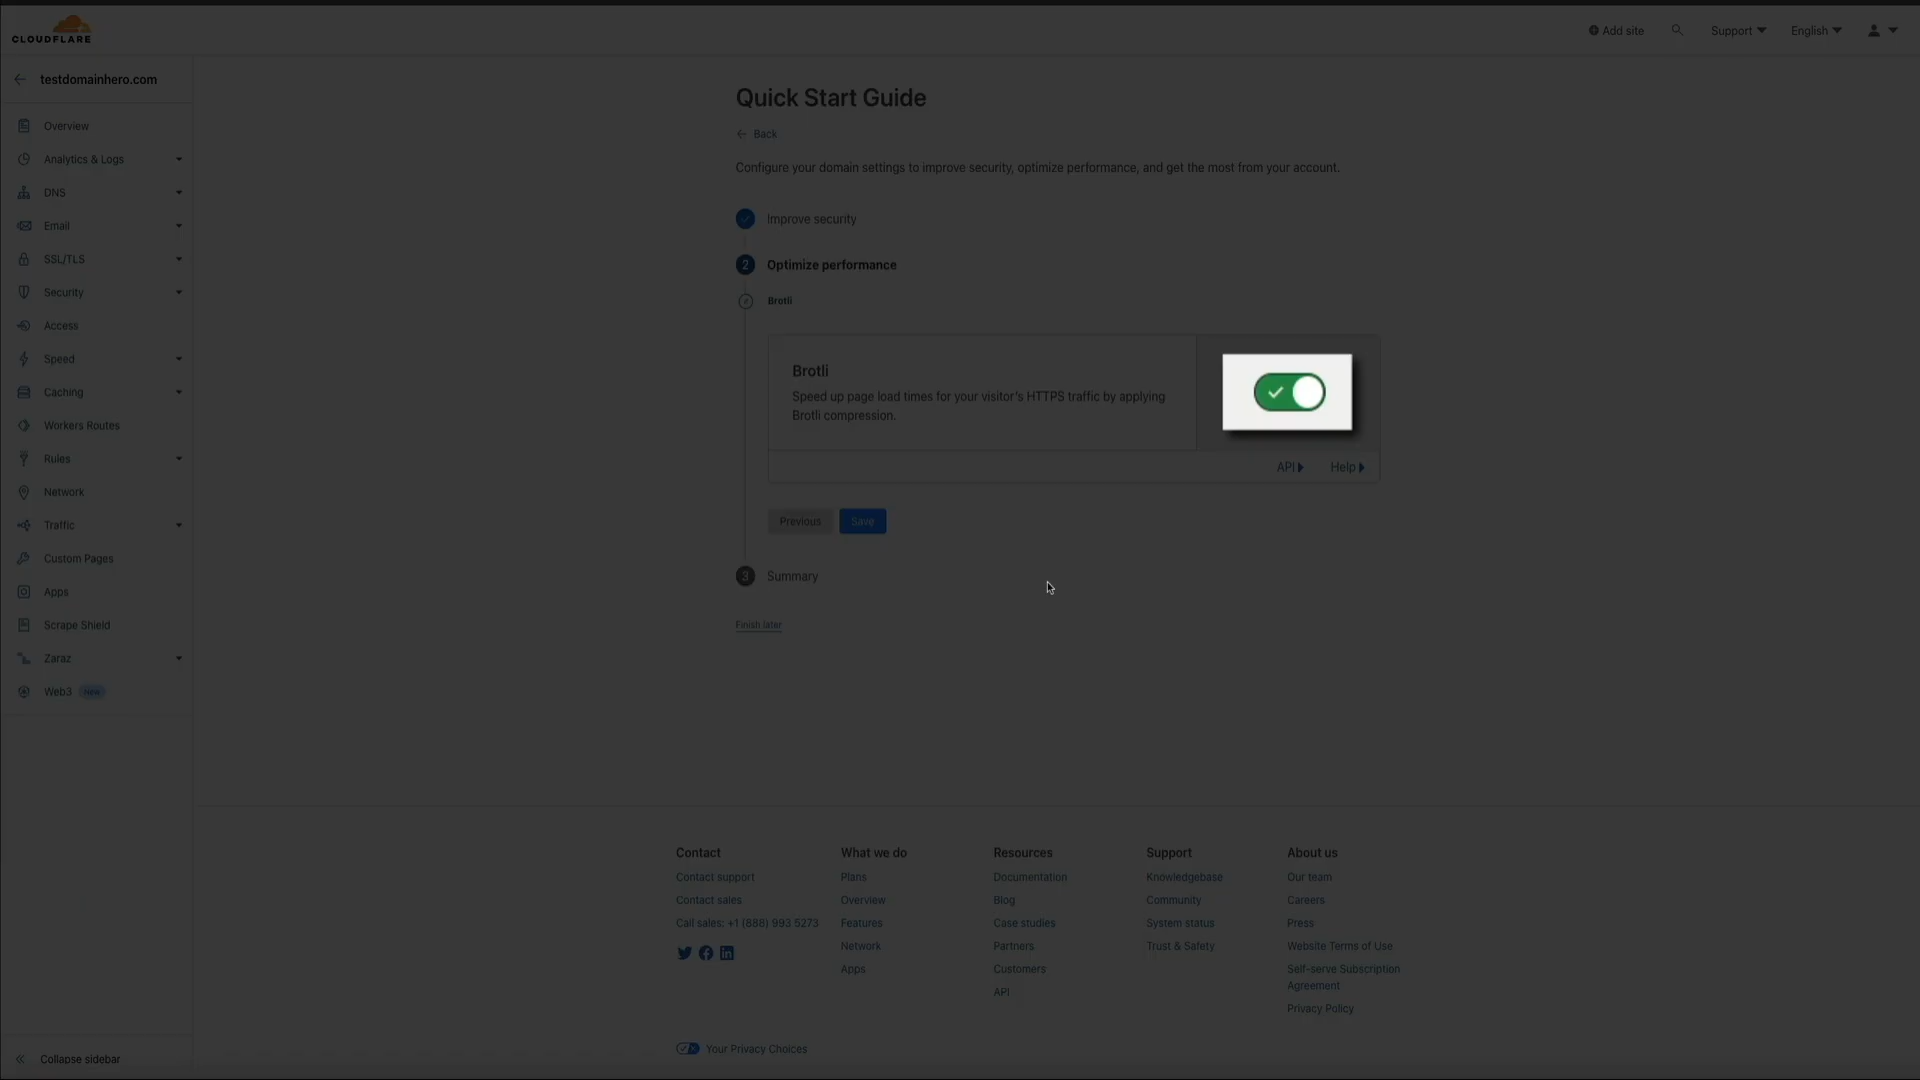 CLOUDFLARE
Add site
Support
English
testdomainhero.com
Overview
Analytics & Logs
DNS
Email
SSL/TLS
Security
Access
Speed
Caching
Workers Routes
Rules
Network
Traffic
Custom Pages
Apps
Scrape Shield
Zaraz
Web3 New
Collapse sidebar
Quick Start Guide
Back
Configure your domain settings to improve security, optimize performance, and get the most from your account.
Improve security
2 Optimize performance
Brotli
Brotli
Speed up page load times for your visitor's HTTPS traffic by applying
Brotli compression.
API Help
Previous Save
3 Summary
Finish later
Contact
Contact support
Contact sales
Call sales: +1 (888) 993 5273
What we do
Plans
Overview
Features
Network
Apps
Resources
Documentation
Blog
Case studies
Partners
Customers
API
Support
Knowledgebase
Community
System status
Trust & Safety
About us
Our team
Careers
Press
Website Terms of Use
Self-serve Subscription
Agreement
Privacy Policy
Your Privacy Choices